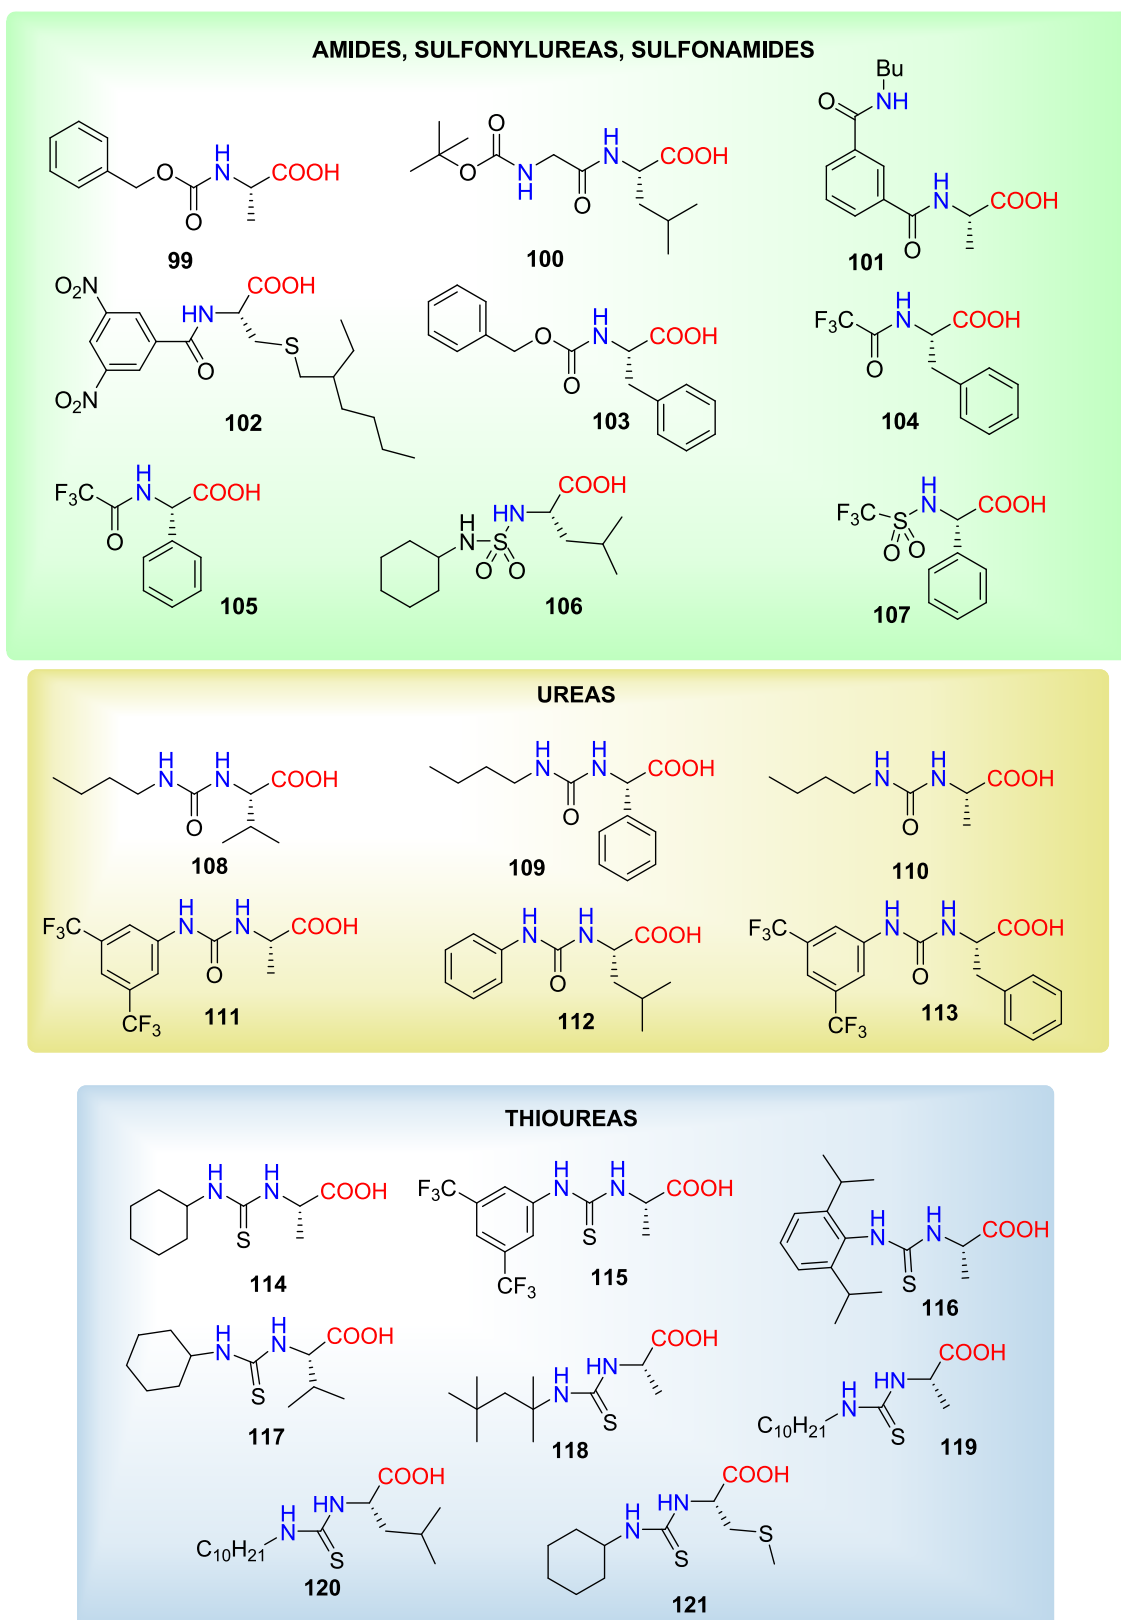 AMIDES, SULFONYLUREAS, SULFONAMIDES
O H N O COOH
99
O O N H H N O COOH
100
Bu O NH H N O COOH
101
O2N NO2 HN O COOH S
102
O O H N COOH
103
F3C O H N COOH
104
F3C O H N COOH
105
H N S O O HN COOH
106
F3C S O O H N COOH
107
UREAS
H N O H N COOH
108
H N O H N COOH
109
H N O H N COOH
110
F3C CF3 H N O H N COOH
111
H N O H N COOH
112
F3C CF3 H N O H N COOH
113
THIOUREAS
H N S H N COOH
114
F3C CF3 H N S H N COOH
115
H N S H N COOH
116
H N S H N COOH
117
H N S HN COOH
118
C10H21 H N S HN COOH
119
C10H21 H N S HN COOH
120
H N S HN COOH S
121